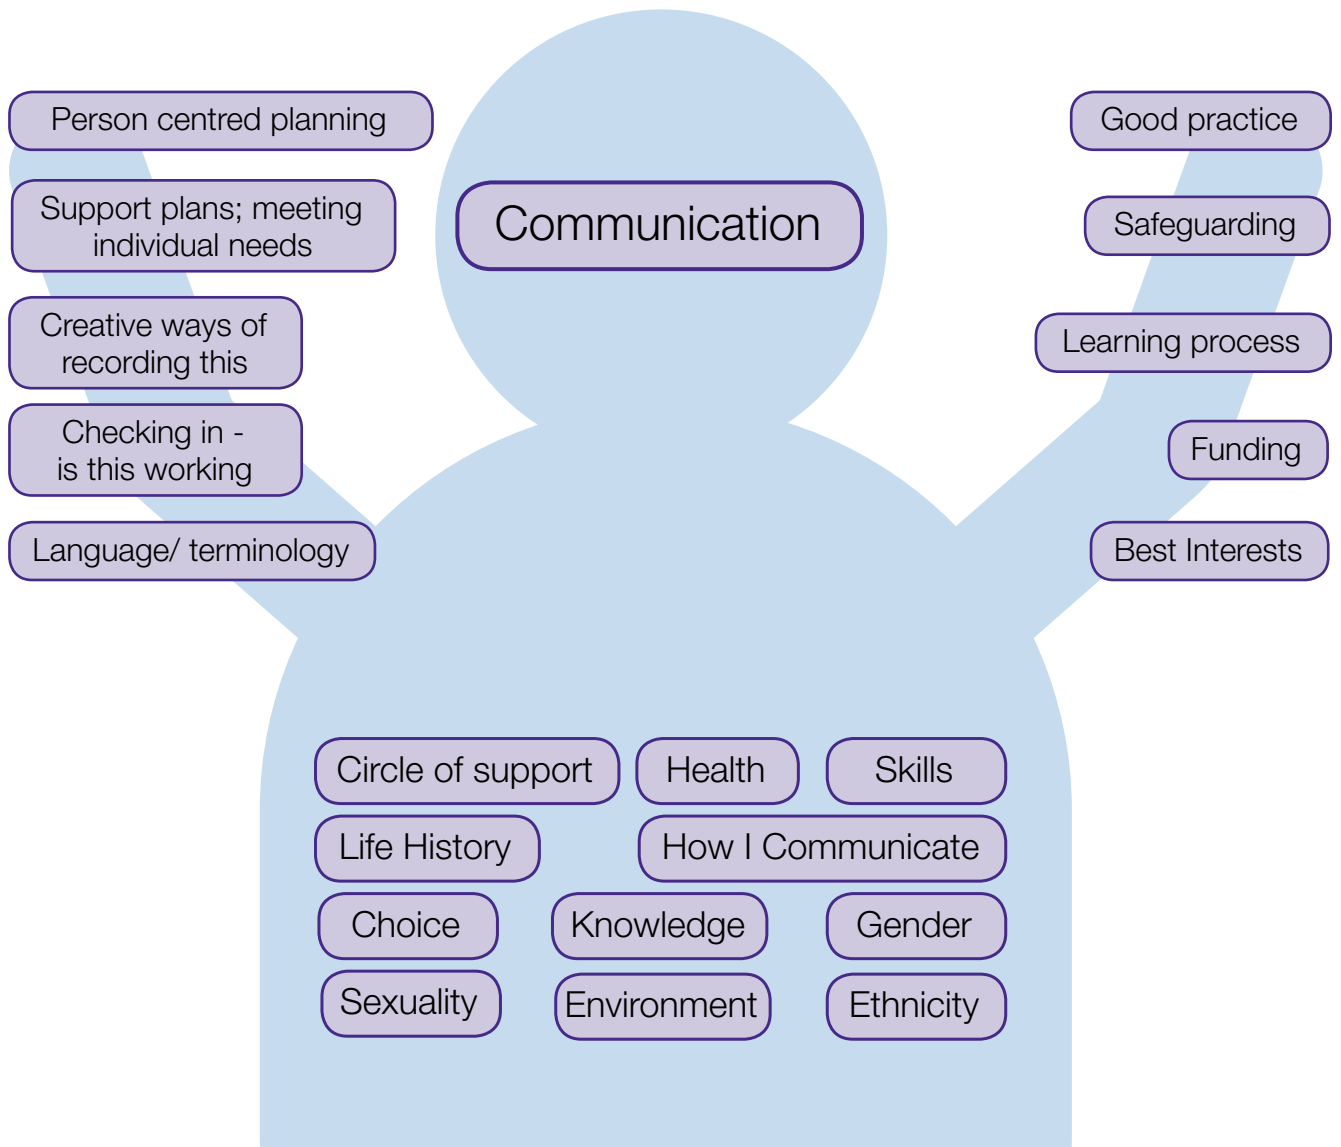 Person centred planning
Support plans; meeting
individual needs
Creative ways of
recording this
Checking in -
is this working
Language/ terminology
Communication
Good practice
Safeguarding
Learning process
Funding
Best Interests
Circle of support
Health
Skills
Life History
How I Communicate
Choice
Knowledge
Gender
Sexuality
Environment
Ethnicity